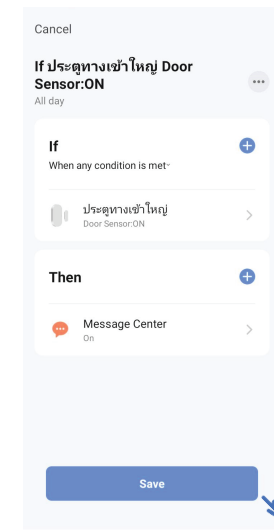 Cancel
If ประตูทางเข้าใหญ่ Door
Sensor:ON
All day
If
When any condition is met
ประตูทางเข้าใหญ่
Door Sensor:ON
Then
Message Center
On
Save